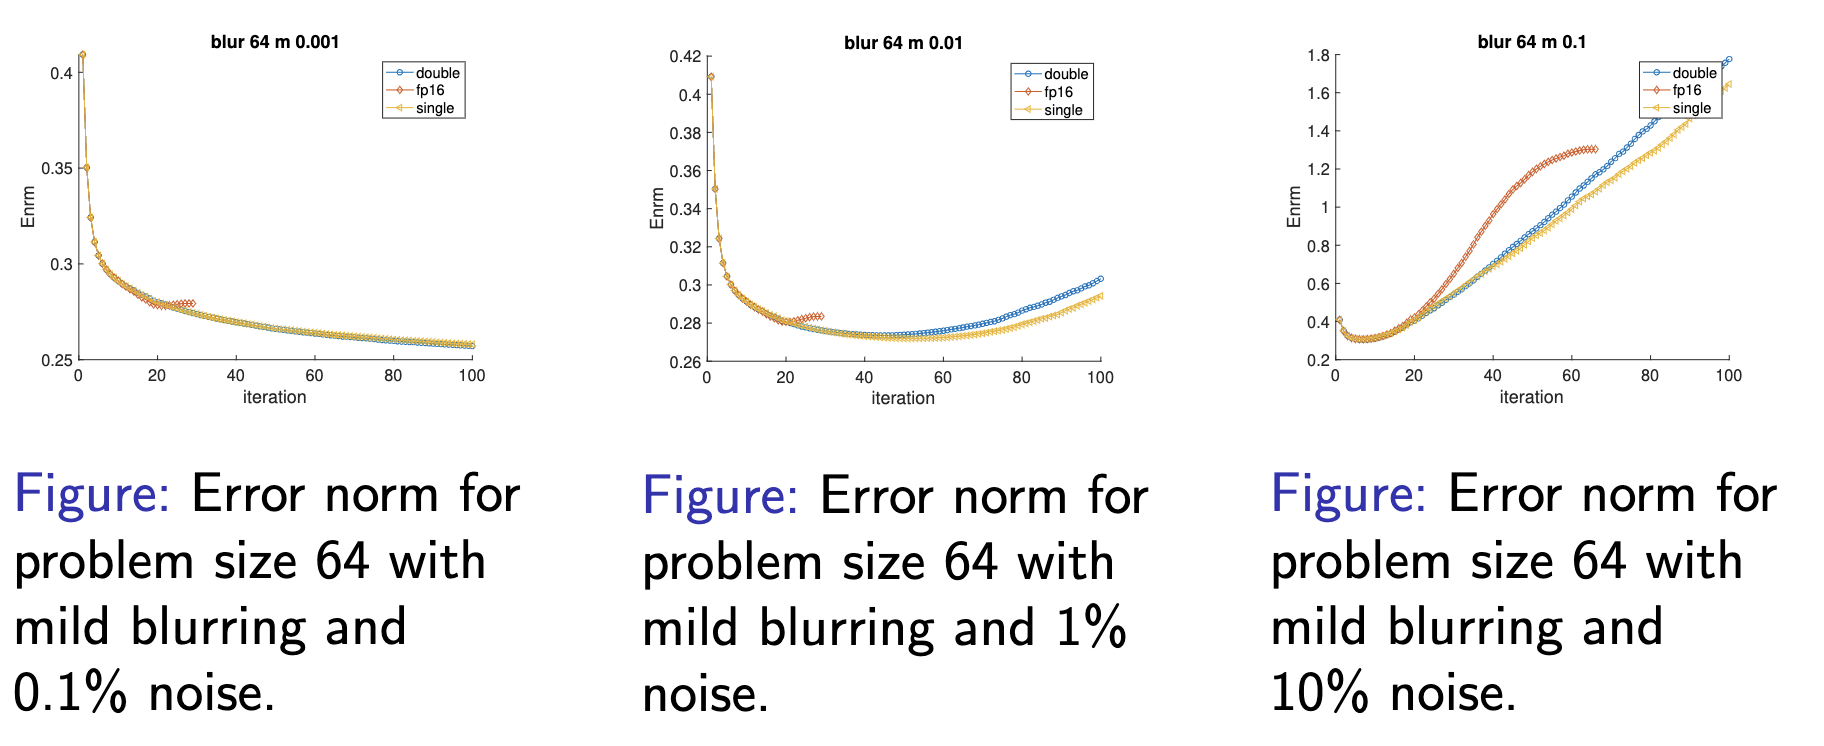 blur 64 m 0.001
double
fp16
single
0.4
0.35
0.3
0.25
Enrm
0 20 40 60 80 100
iteration
Figure: Error norm for
problem size 64 with
mild blurring and
0.1% noise.
blur 64 m 0.01
double
fp16
single
0.42
0.4
0.38
0.36
0.34
0.32
0.3
0.28
0.26
Enrm
0 20 40 60 80 100
iteration
Figure: Error norm for
problem size 64 with
mild blurring and 1%
noise.
blur 64 m 0.1
double
fp16
single
1.8
1.6
1.4
1.2
1
0.8
0.6
0.4
0.2
Enrm
0 20 40 60 80 100
iteration
Figure: Error norm for
problem size 64 with
mild blurring and
10% noise.